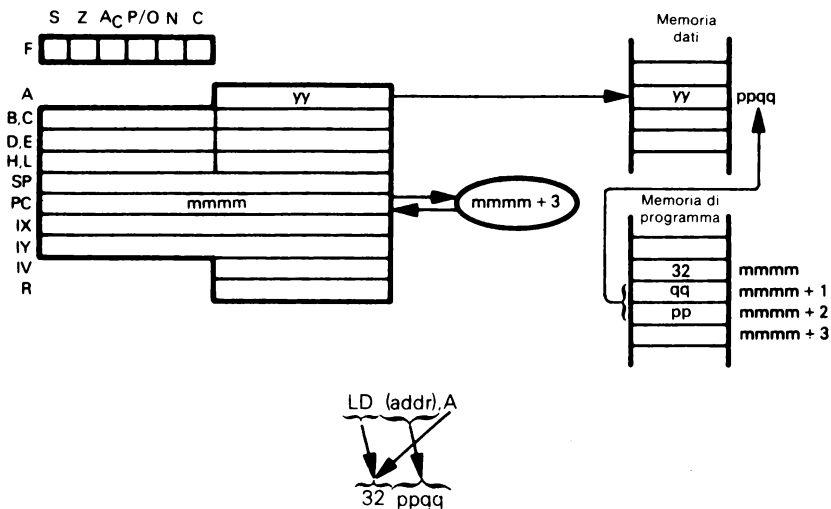 S Z AC P/O N C
F
Memoria
dati
A yy yy ppqq
B,C
D,E
H,L
SP
PC mmmm mmmm + 3
IX
IY
IV
R
Memoria di
programma
32 mmmm
qq mmmm + 1
pp mmmm + 2
mmmm + 3
LD (addr),A
32 ppqq